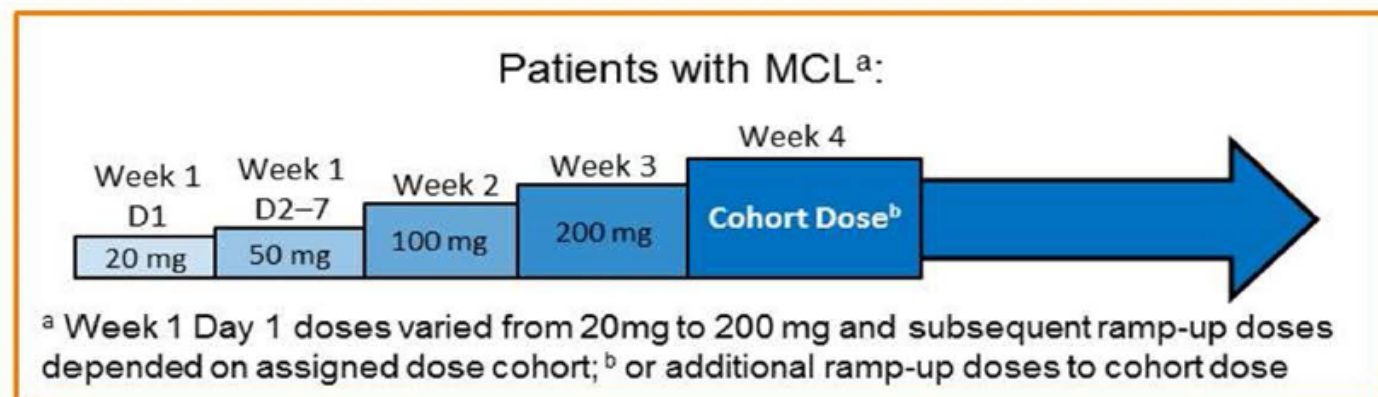 Patients with MCLa:
Week 1
D1
20 mg
Week 1
D2–7
50 mg
Week 2
100 mg
Week 3
200 mg
Week 4
Cohort Doseb
a Week 1 Day 1 doses varied from 20mg to 200 mg and subsequent ramp-up doses
depended on assigned dose cohort; b or additional ramp-up doses to cohort dose